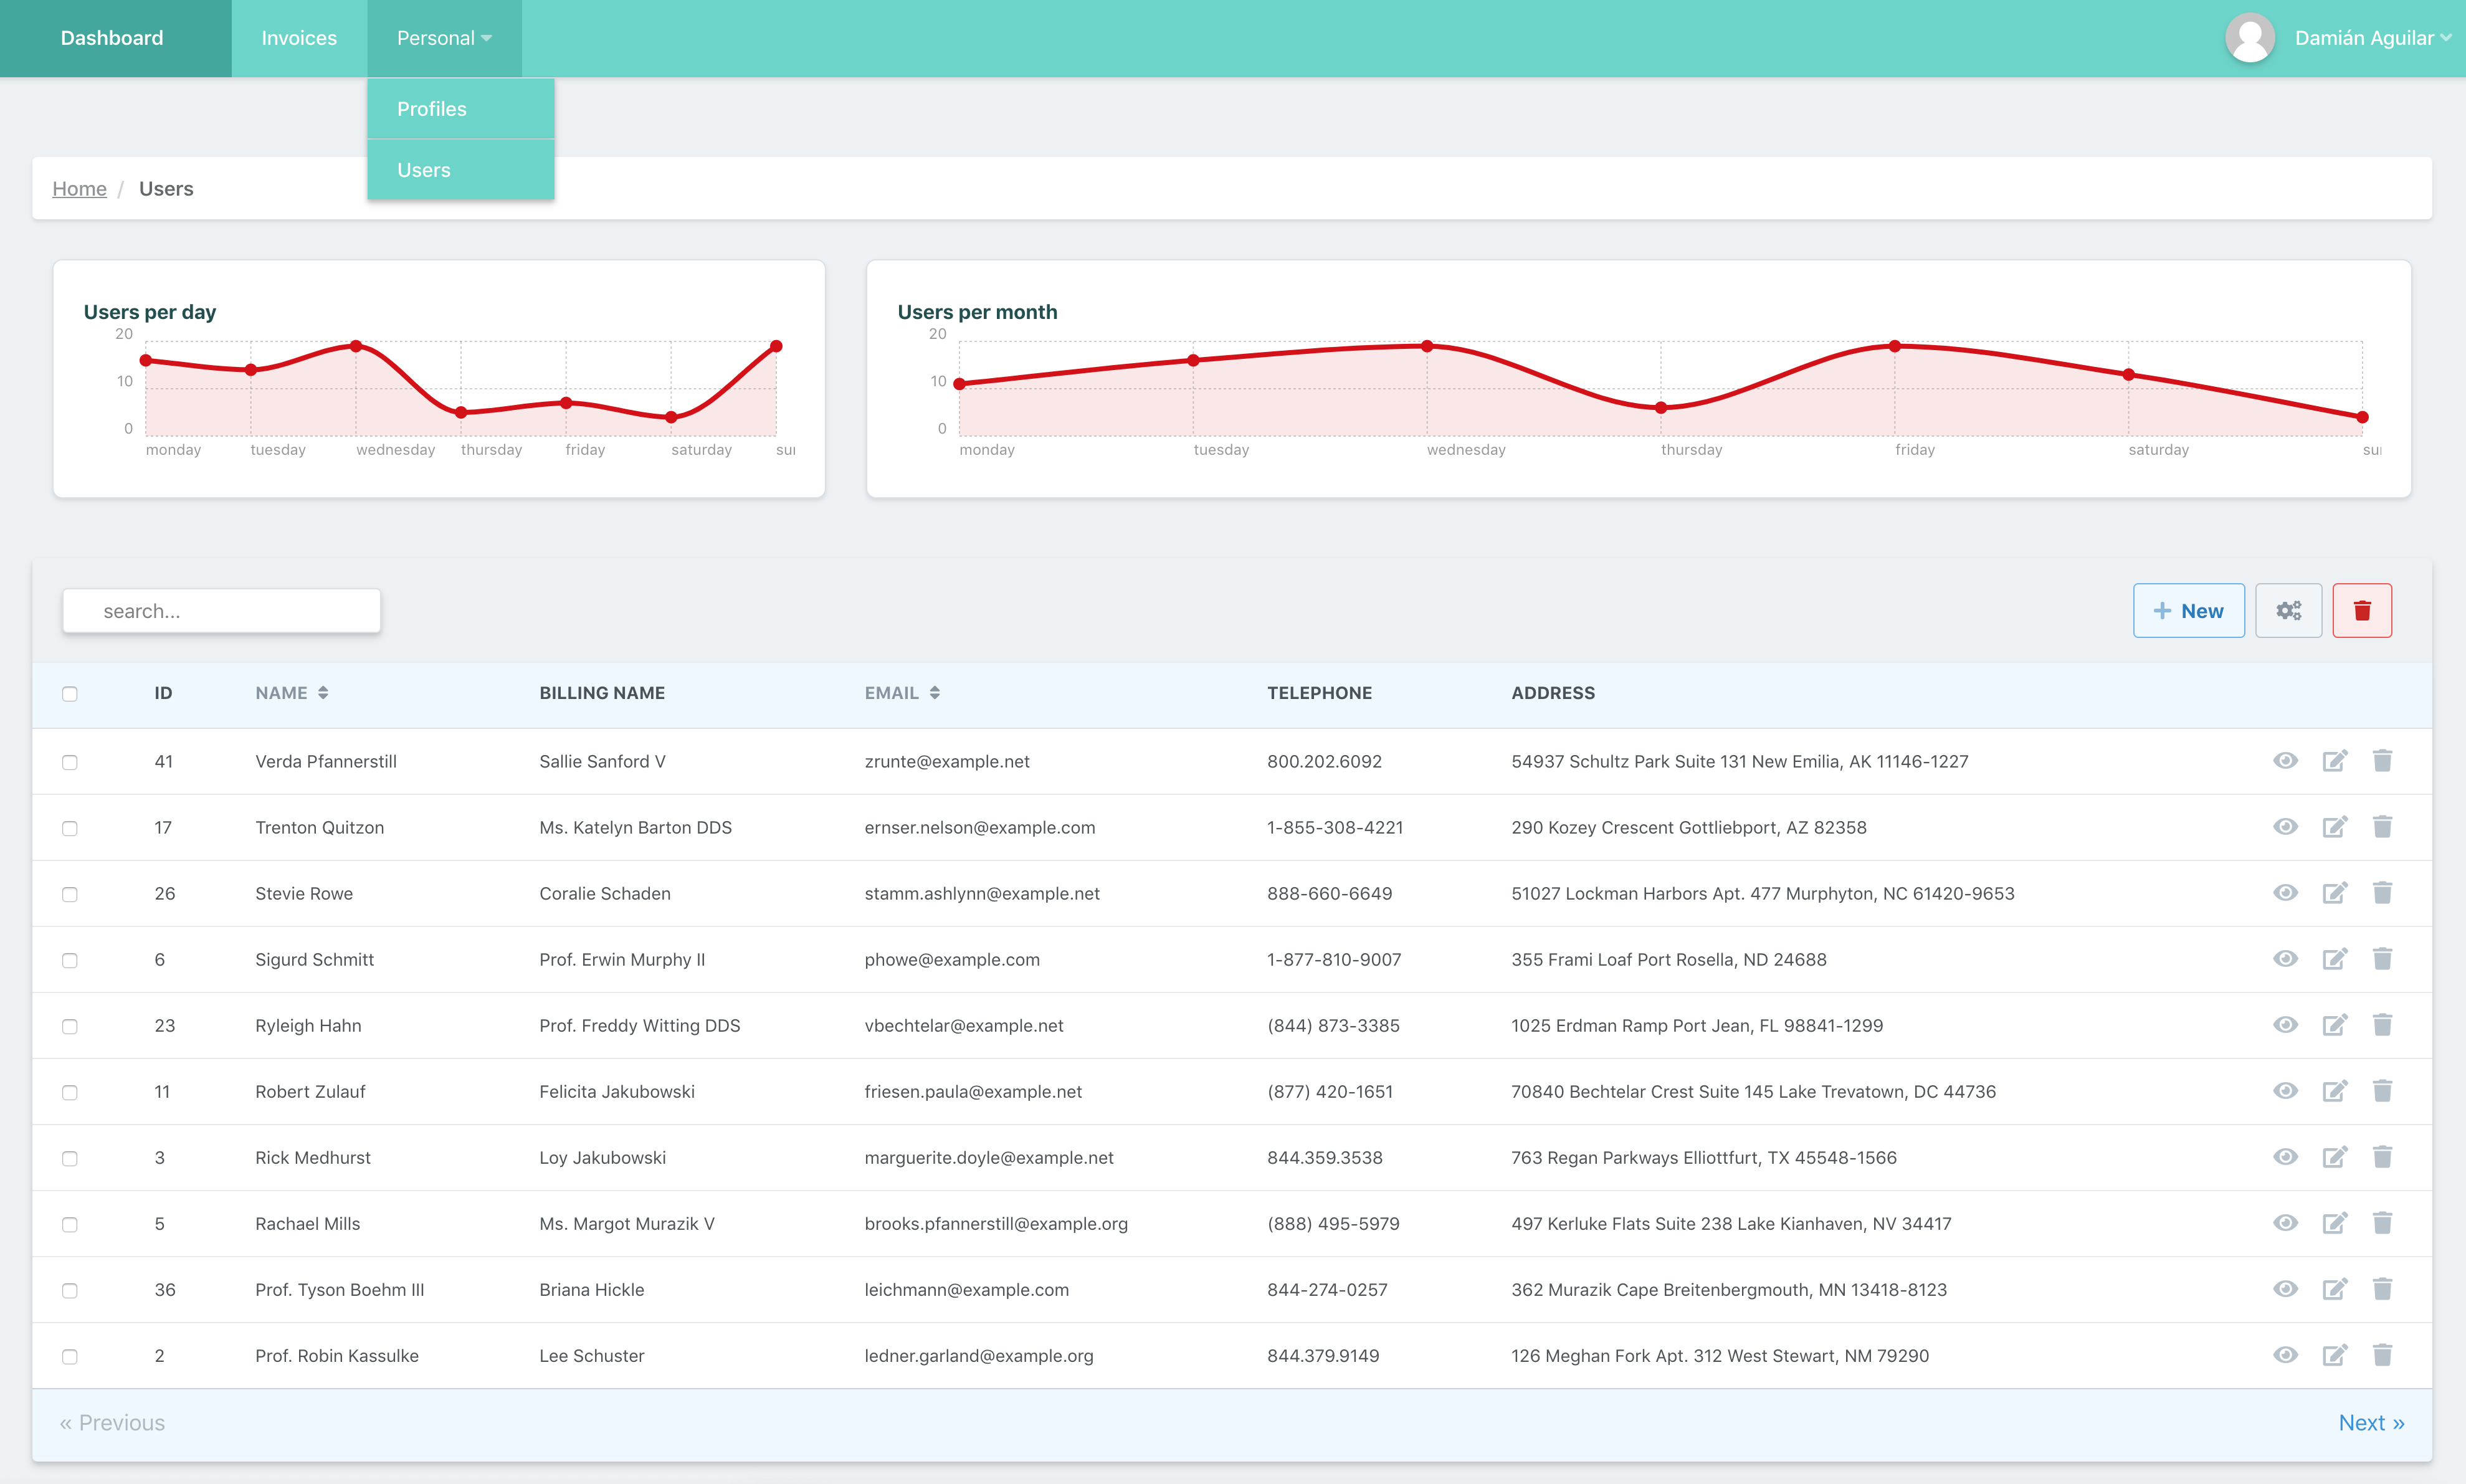 Dashboard Invoices Personal Damián Aguilar
Profiles
Users
Home / Users
Users per day
20
10
0
monday tuesday wednesday thursday friday saturday sun
Users per month
20
10
0
monday tuesday wednesday thursday friday saturday sun
search...
+ New
ID NAME BILLING NAME EMAIL TELEPHONE ADDRESS
41 Verda Pfannerstill Sallie Sanford V zrunte@example.net 800.202.6092 54937 Schultz Park Suite 131 New Emilia, AK 11146-1227
17 Trenton Quitzon Ms. Katelyn Barton DDS ernser.nelson@example.com 1-855-308-4221 290 Kozey Crescent Gottliebport, AZ 82358
26 Stevie Rowe Coralie Schaden stamm.ashlynn@example.net 888-660-6649 51027 Lockman Harbors Apt. 477 Murphyton, NC 61420-9653
6 Sigurd Schmitt Prof. Erwin Murphy II phowe@example.com 1-877-810-9007 355 Frami Loaf Port Rosella, ND 24688
23 Ryleigh Hahn Prof. Freddy Witting DDS vbechtelar@example.net (844) 873-3385 1025 Erdman Ramp Port Jean, FL 98841-1299
11 Robert Zulauf Felicita Jakubowski friesen.paula@example.net (877) 420-1651 70840 Bechtelar Crest Suite 145 Lake Trevatown, DC 44736
3 Rick Medhurst Loy Jakubowski marguerite.doyle@example.net 844.359.3538 763 Regan Parkways Elliottfurt, TX 45548-1566
5 Rachael Mills Ms. Margot Murazik V brooks.pfannerstill@example.org (888) 495-5979 497 Kerluke Flats Suite 238 Lake Kianhaven, NV 34417
36 Prof. Tyson Boehm III Briana Hickle leichmann@example.com 844-274-0257 362 Murazik Cape Breitenbergmouth, MN 13418-8123
2 Prof. Robin Kassulke Lee Schuster ledner.garland@example.org 844.379.9149 126 Meghan Fork Apt. 312 West Stewart, NM 79290
« Previous Next »